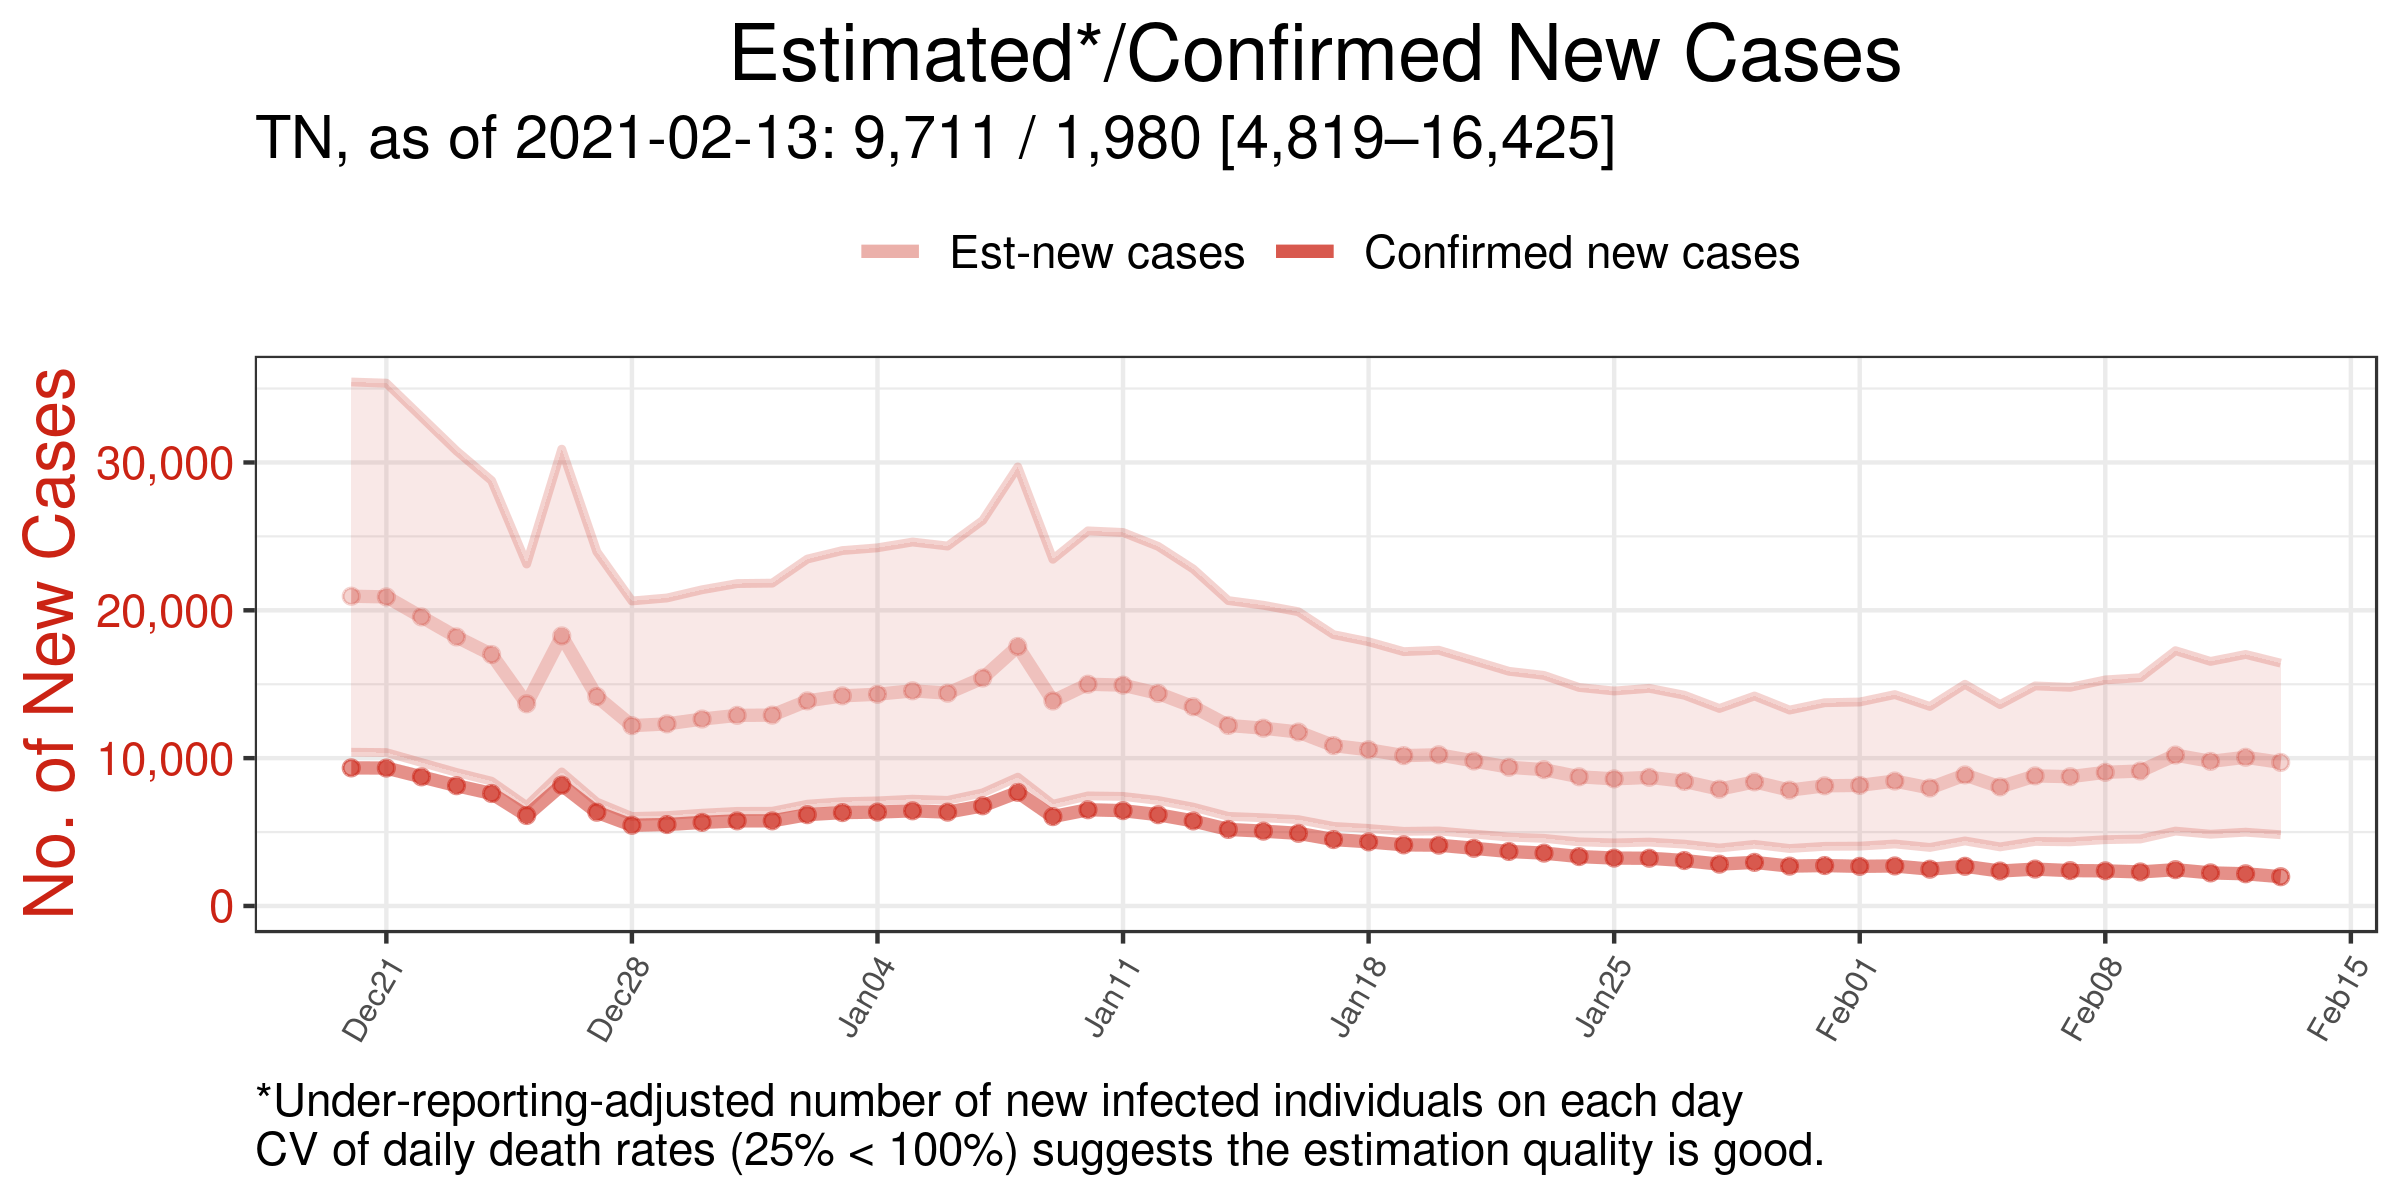 Estimated*/Confirmed New Cases
TN, as of 2021-02-13: 9,711 / 1,980 [4,819–16,425]
Est-new cases
Confirmed new cases
No. of New Cases
30,000
20,000
10,000
0
Dec21
Dec28
Jan04
Jan11
Jan18
Jan25
Feb01
Feb08
Feb15
*Under-reporting-adjusted number of new infected individuals on each day
CV of daily death rates (25% < 100%) suggests the estimation quality is good.